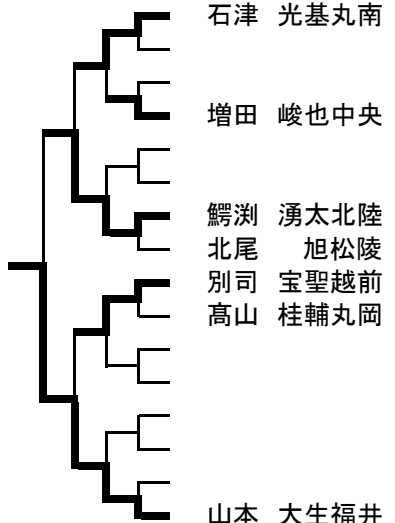 石津 光基丸南
増田 峻也中央
鰐渕 湧太北陸
北尾 旭松陵
別司 宝聖越前
髙山 桂輔丸岡
山本 大生福井